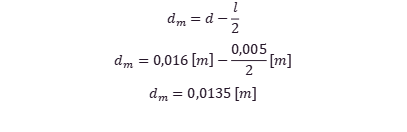 d_m = d − l/2
d_m = 0,016 [m] − 0,005/2 [m]
d_m = 0,0135 [m]